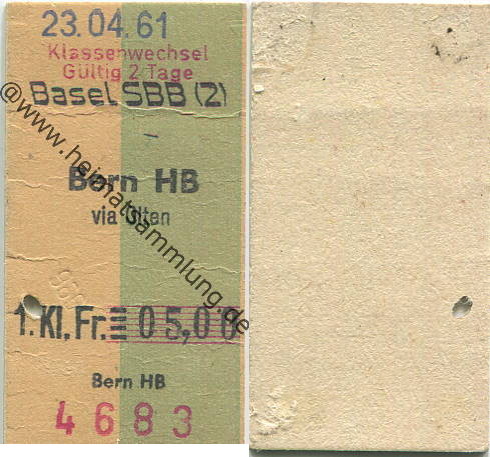 23.04.61
Klassenwechsel
Gültig 2 Tage
Basel SBB (2)
–
Bern HB
via Olten
1. Kl. Fr. 05,00
Bern HB
4683
@www.heimatsammlung.de